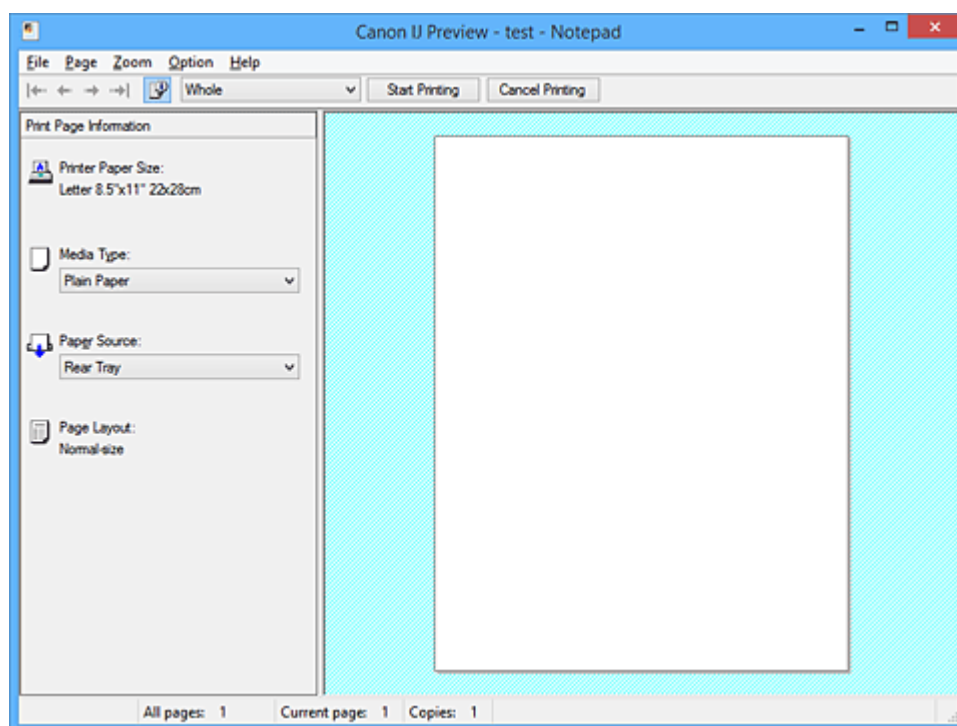 Canon IJ Preview - test - Notepad
File Page Zoom Option Help
Whole Start Printing Cancel Printing
Print Page Information
Printer Paper Size:
Letter 8.5"x11" 22x28cm
Media Type:
Plain Paper
Paper Source:
Rear Tray
Page Layout:
Normal-size
All pages: 1 Current page: 1 Copies: 1